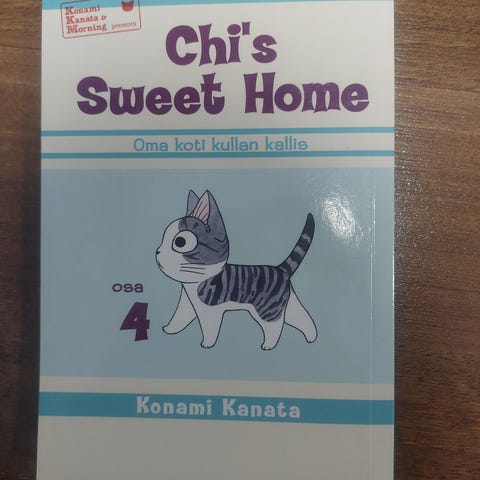 Konami
Kanata &
Morning presents
Chi's
Sweet Home
Oma koti kullan kallis
osa
4
Konami Kanata